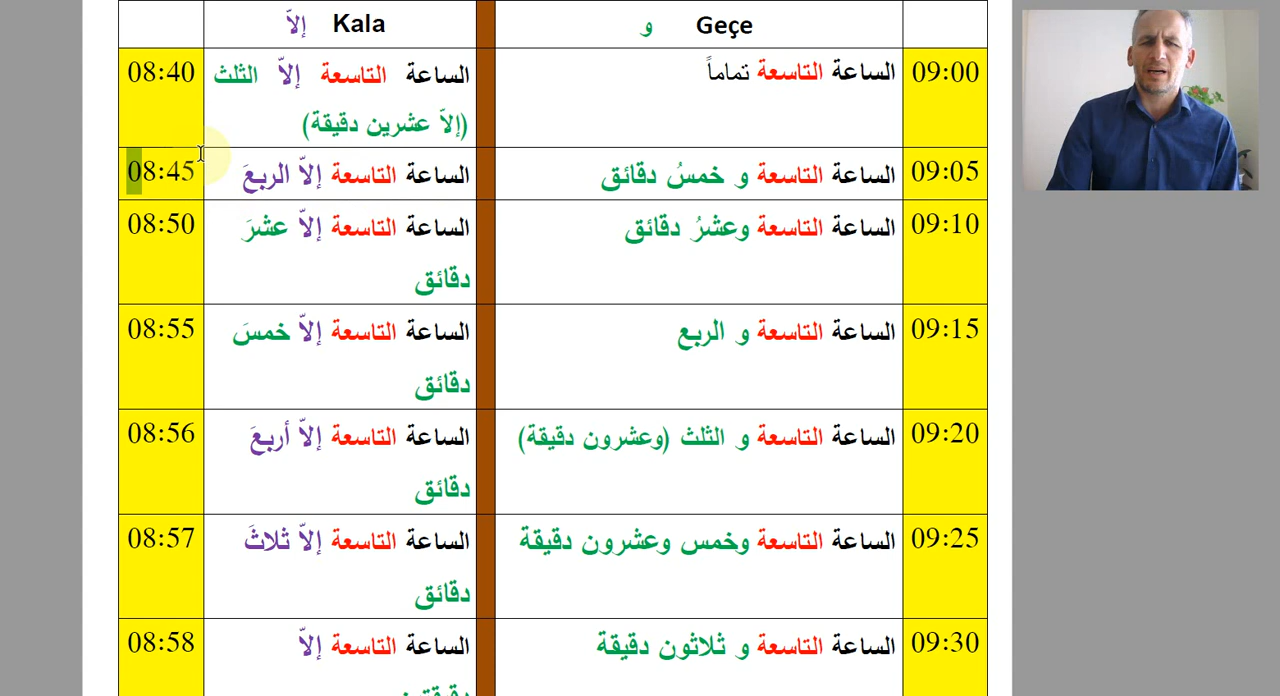 Geçe و
Kala إلاّ
09:00
الساعة التاسعة تماماً
الساعة التاسعة إلاّ الثلث
(إلاّ عشرين دقيقة)
08:40
09:05
الساعة التاسعة و خمسُ دقائق
الساعة التاسعة إلاّ الربعَ
08:45
09:10
الساعة التاسعة وعشرُ دقائق
الساعة التاسعة إلاّ عشرَ
دقائق
08:50
09:15
الساعة التاسعة و الربع
الساعة التاسعة إلاّ خمسَ
دقائق
08:55
09:20
الساعة التاسعة و الثلث (وعشرون دقيقة)
الساعة التاسعة إلاّ أربعَ
دقائق
08:56
09:25
الساعة التاسعة وخمس وعشرون دقيقة
الساعة التاسعة إلاّ ثلاثَ
دقائق
08:57
09:30
الساعة التاسعة و ثلاثون دقيقة
الساعة التاسعة إلاّ
08:58